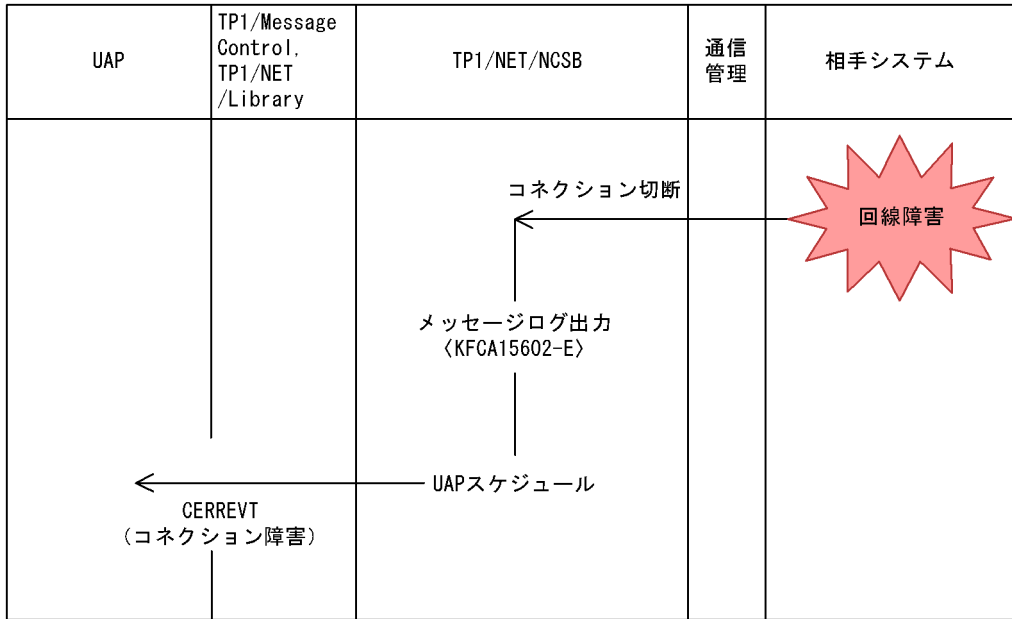 UAP
TP1/Message
Control,
TP1/NET
/Library
TP1/NET/NCSB
通信
管理
相手システム
コネクション切断
回線障害
メッセージログ出力
〈KFCA15602-E〉
UAPスケジュール
CERREVT
(コネクション障害)